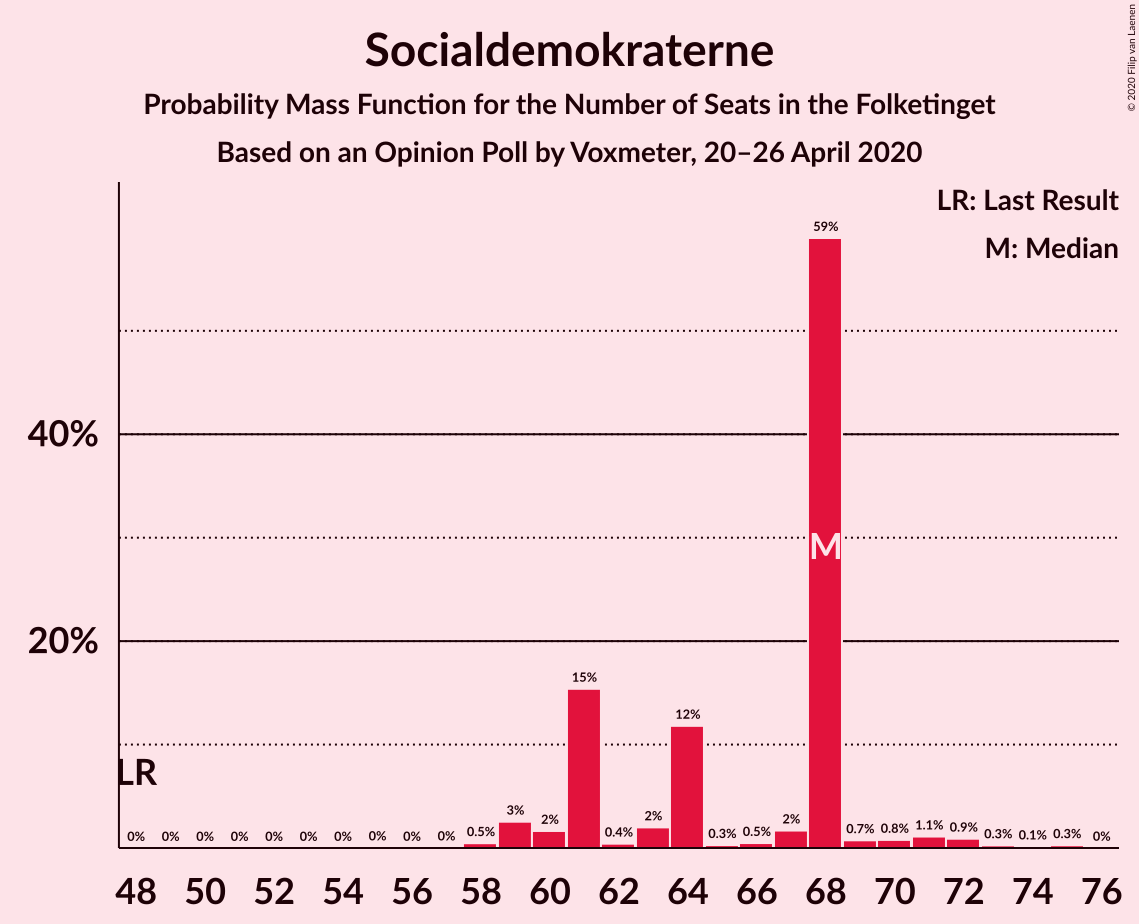 Socialdemokraterne
Probability Mass Function for the Number of Seats in the Folketinget
Based on an Opinion Poll by Voxmeter, 20–26 April 2020
© 2020 Filip van Laenen
LR: Last Result
M: Median
59%
40%
M
20%
15%
12%
LR
0% 0% 0% 0% 0% 0% 0% 0% 0% 0% 0.5% 3% 2% 15% 0.4% 2% 12% 0.3% 0.5% 2% 59% 0.7% 0.8% 1.1% 0.9% 0.3% 0.1% 0.3% 0%
48 50 52 54 56 58 60 62 64 66 68 70 72 74 76